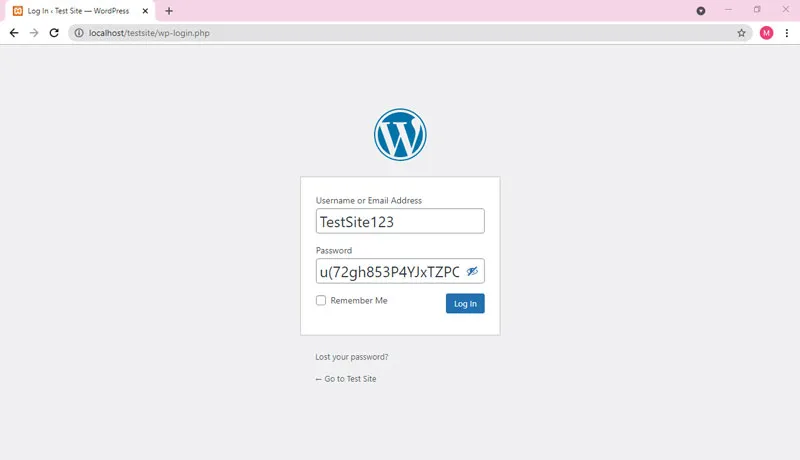 Log In ‹ Test Site — WordPress
localhost/testsite/wp-login.php
M
W
Username or Email Address
TestSite123
Password
u(72gh853P4YJxTZPC
Remember Me
Log In
Lost your password?
← Go to Test Site